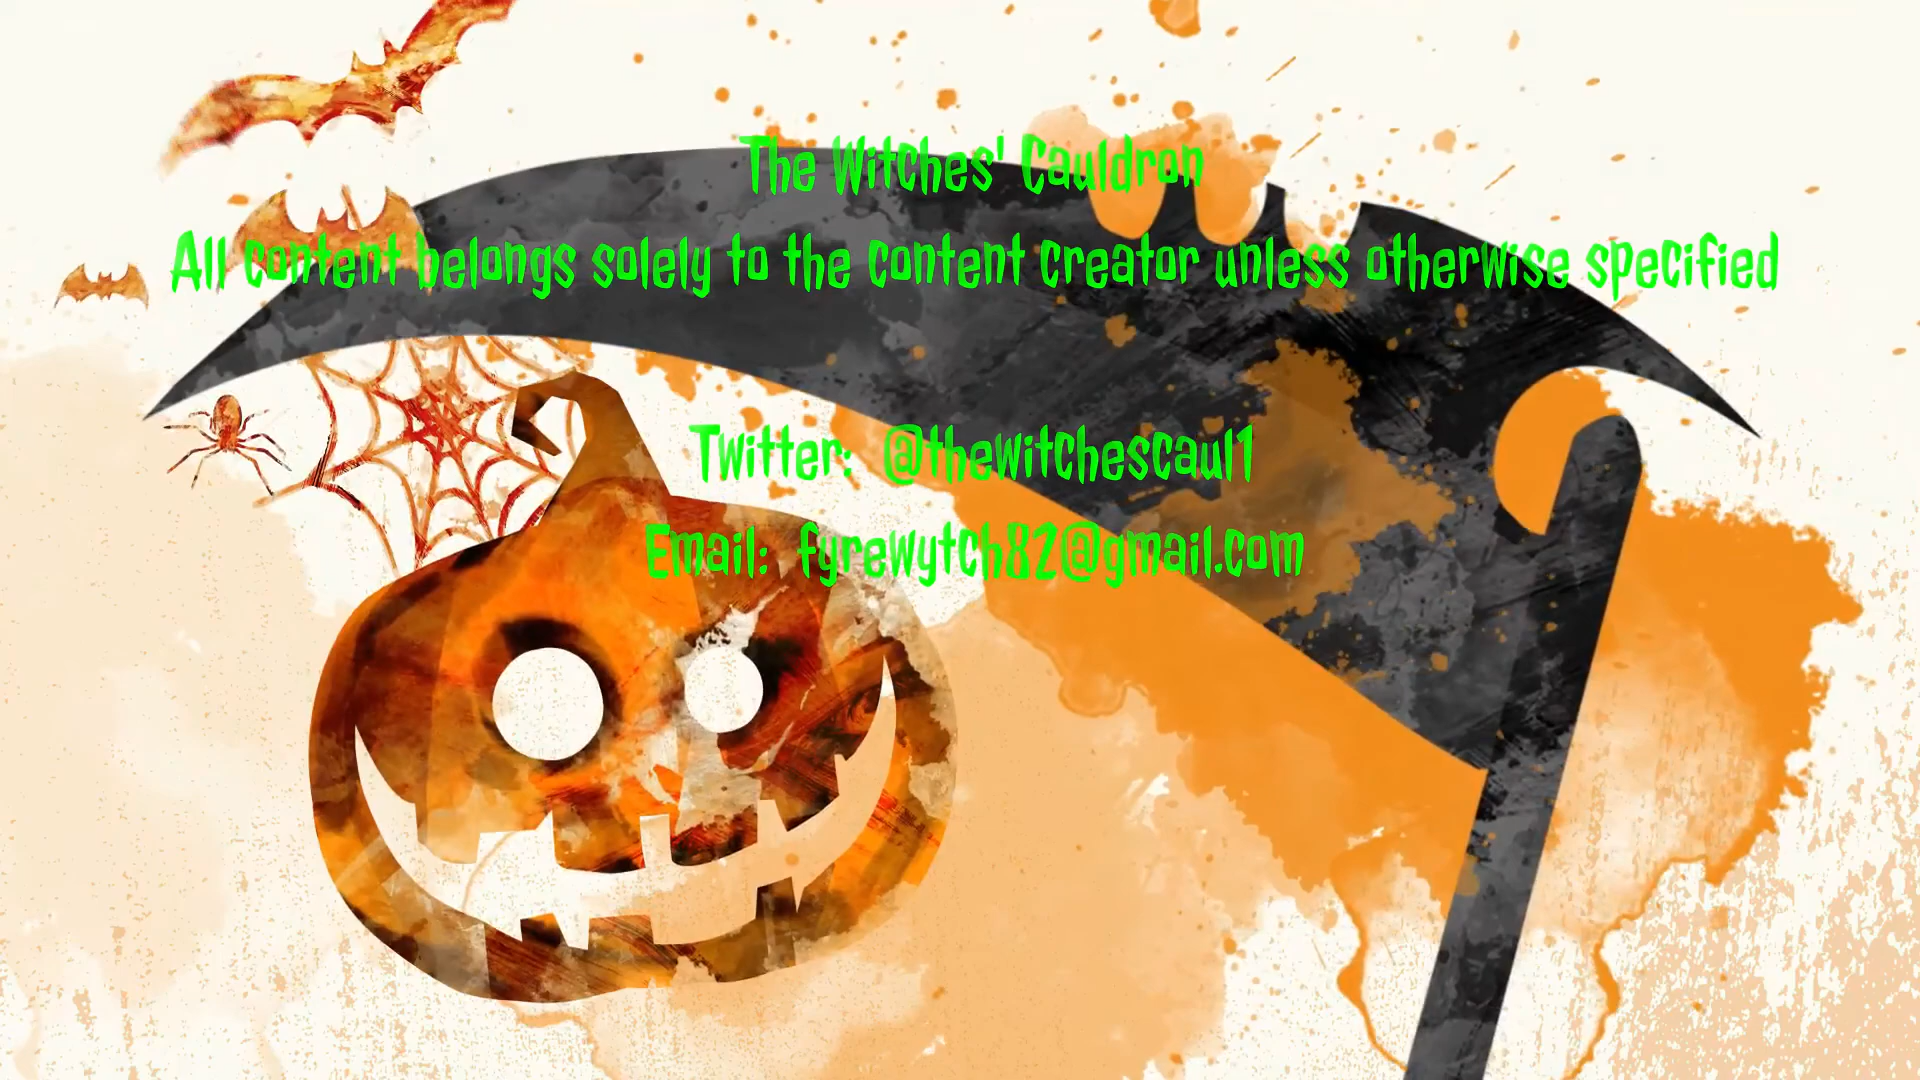 The Witches' Cauldron
All content belongs solely to the content creator unless otherwise specified
Twitter: @thewitchescaul1
Email: fyrewytch82@gmail.com